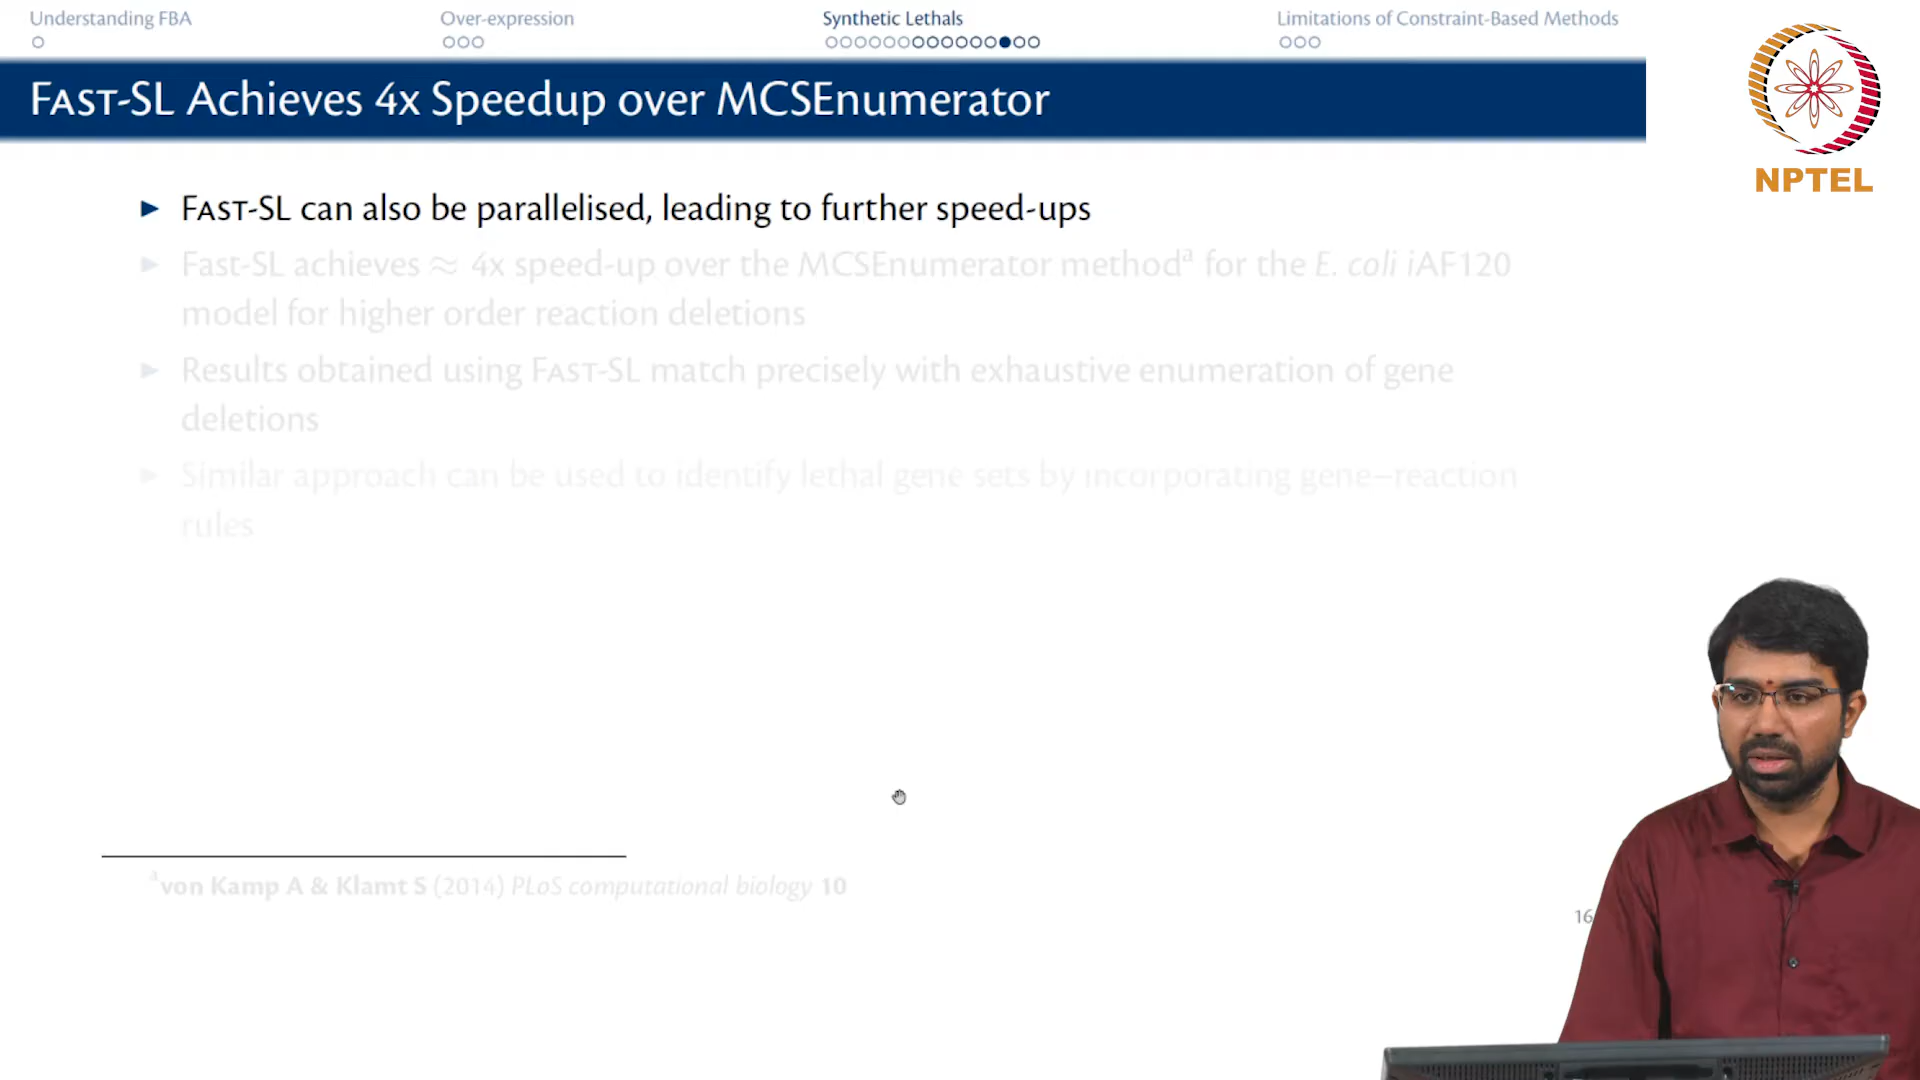 Understanding FBA Over-expression Synthetic Lethals Limitations of Constraint-Based Methods
FAST-SL Achieves 4x Speedup over MCSEnumerator
NPTEL
► FAST-SL can also be parallelised, leading to further speed-ups
► Fast-SL achieves ≈ 4x speed-up over the MCSEnumerator methodᵃ for the E. coli iAF120
model for higher order reaction deletions
► Results obtained using FAST-SL match precisely with exhaustive enumeration of gene
deletions
► Similar approach can be used to identify lethal gene sets by incorporating gene–reaction
rules
ᵃvon Kamp A & Klamt S (2014) PLoS computational biology 10
16